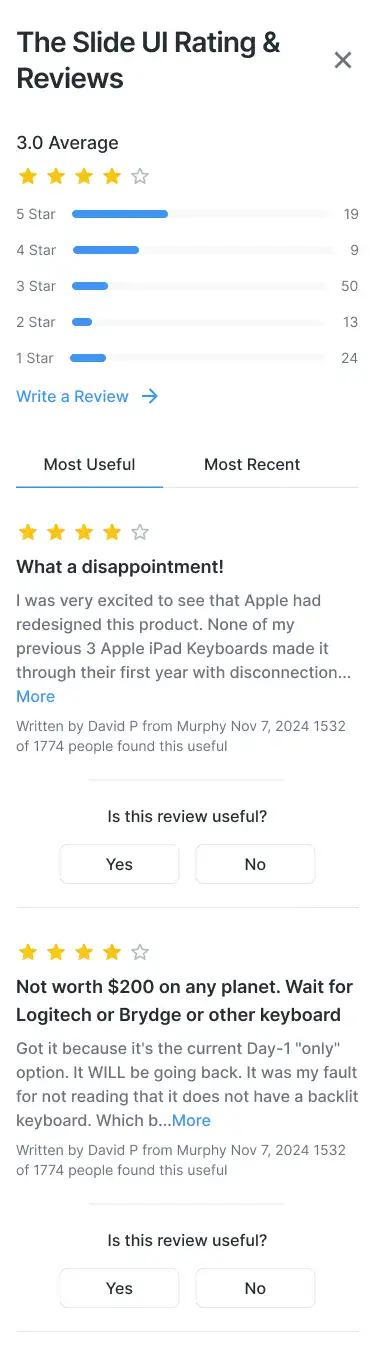 The Slide UI Rating &
Reviews
3.0 Average
5 Star 19
4 Star 9
3 Star 50
2 Star 13
1 Star 24
Write a Review
Most Useful Most Recent
What a disappointment!
I was very excited to see that Apple had
redesigned this product. None of my
previous 3 Apple iPad Keyboards made it
through their first year with disconnection...
More
Written by David P from Murphy Nov 7, 2024 1532
of 1774 people found this useful
Is this review useful?
Yes No
Not worth $200 on any planet. Wait for
Logitech or Brydge or other keyboard
Got it because it's the current Day-1 "only"
option. It WILL be going back. It was my fault
for not reading that it does not have a backlit
keyboard. Which b...More
Written by David P from Murphy Nov 7, 2024 1532
of 1774 people found this useful
Is this review useful?
Yes No